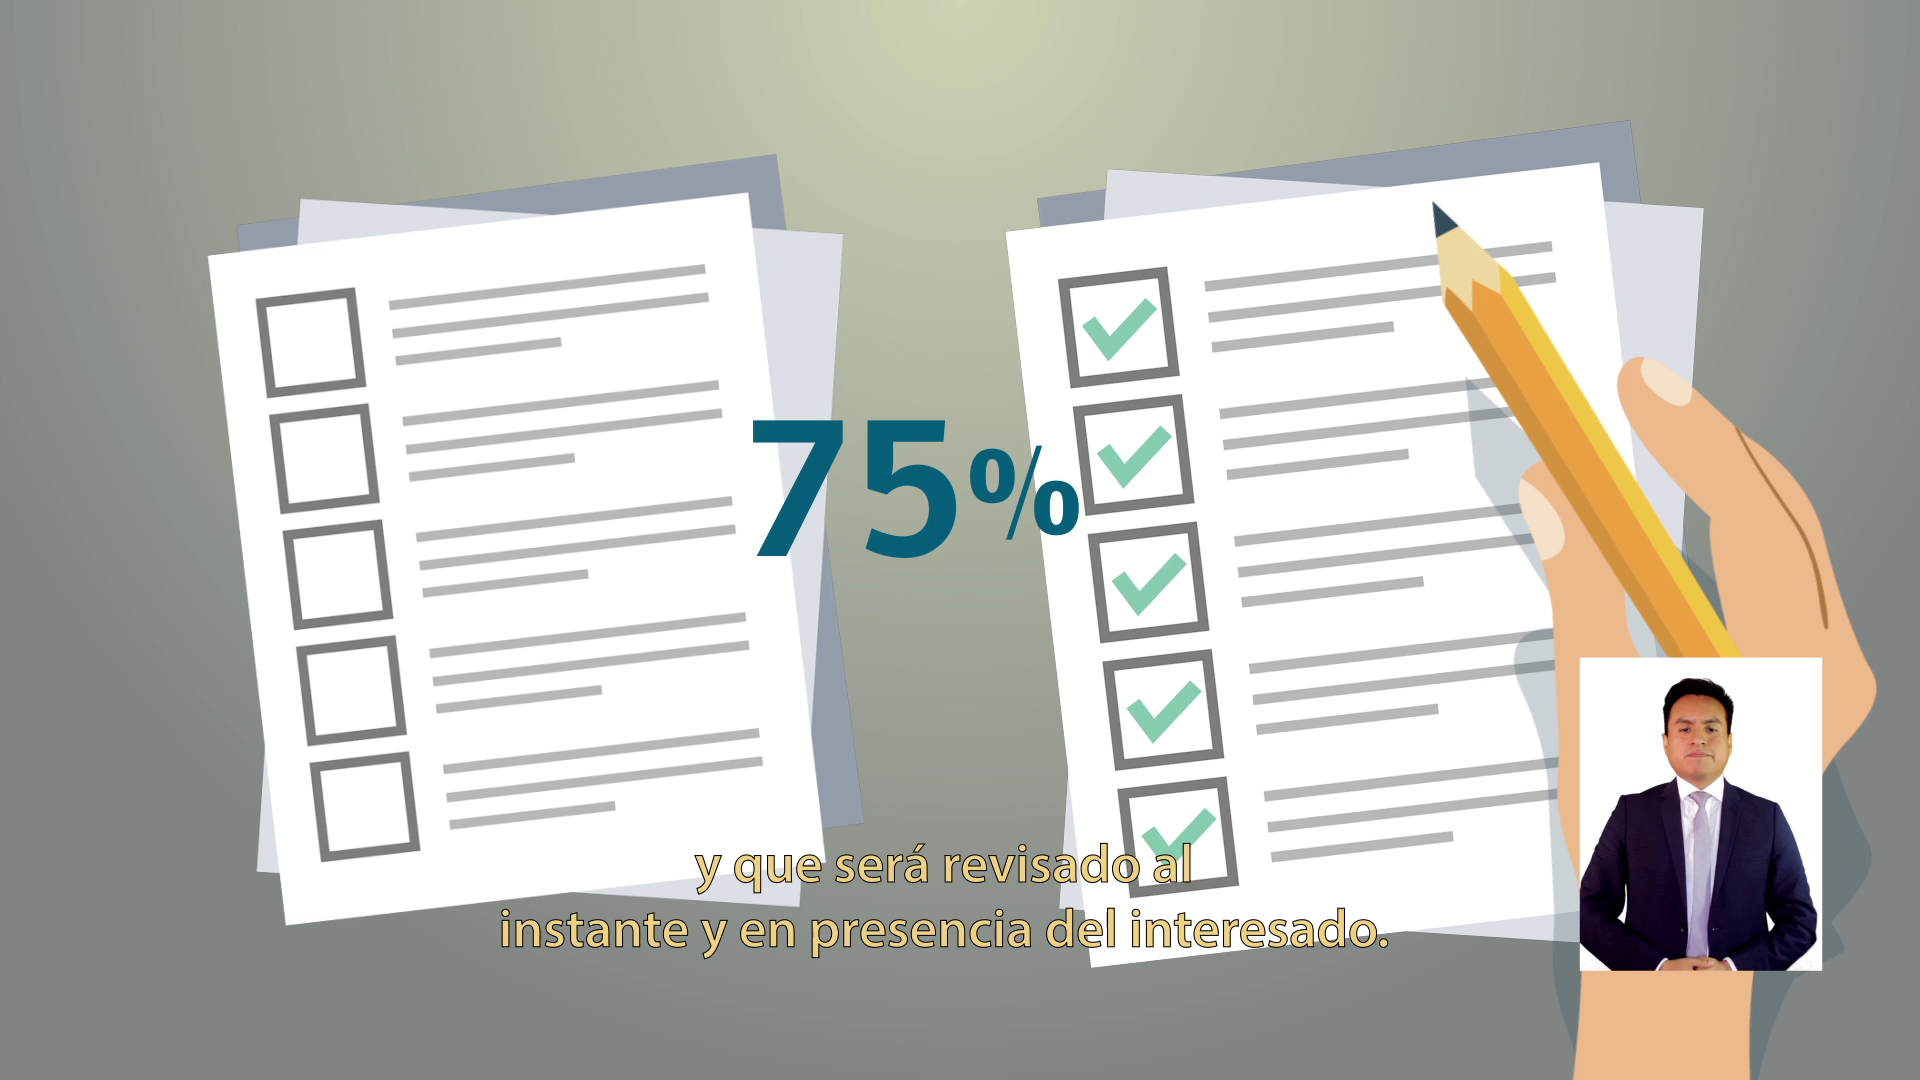 75%
y que será revisado al
instante y en presencia del interesado.